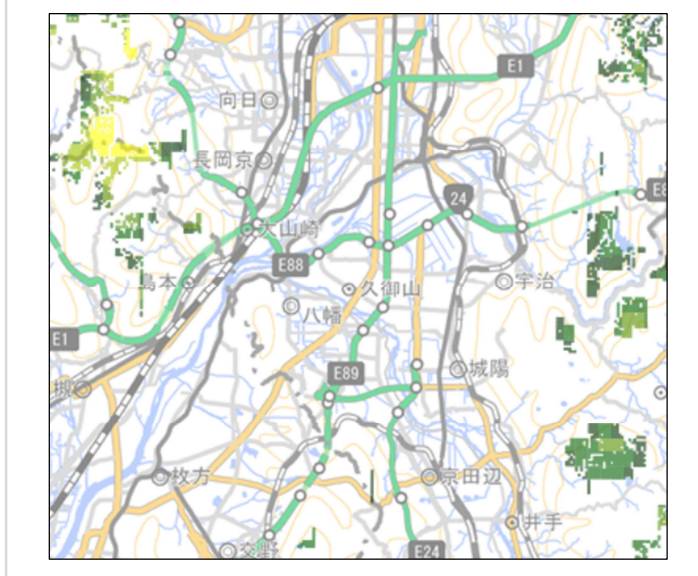 E1
向日
長岡京
24
E8
大山崎
E88
島本
久御山
宇治
八幡
E1
E89
城陽
槻
枚方
京田辺
井手
交野
E24